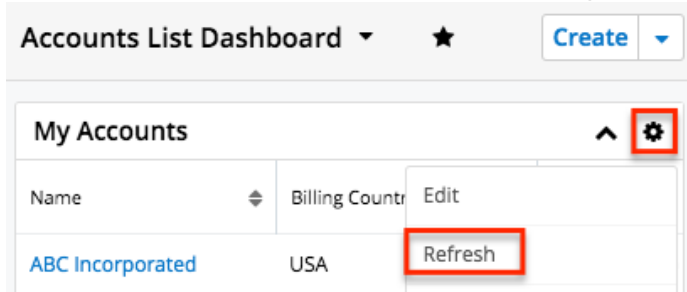 Accounts List Dashboard
Create
My Accounts
Name
Billing Countr
Edit
ABC Incorporated
USA
Refresh